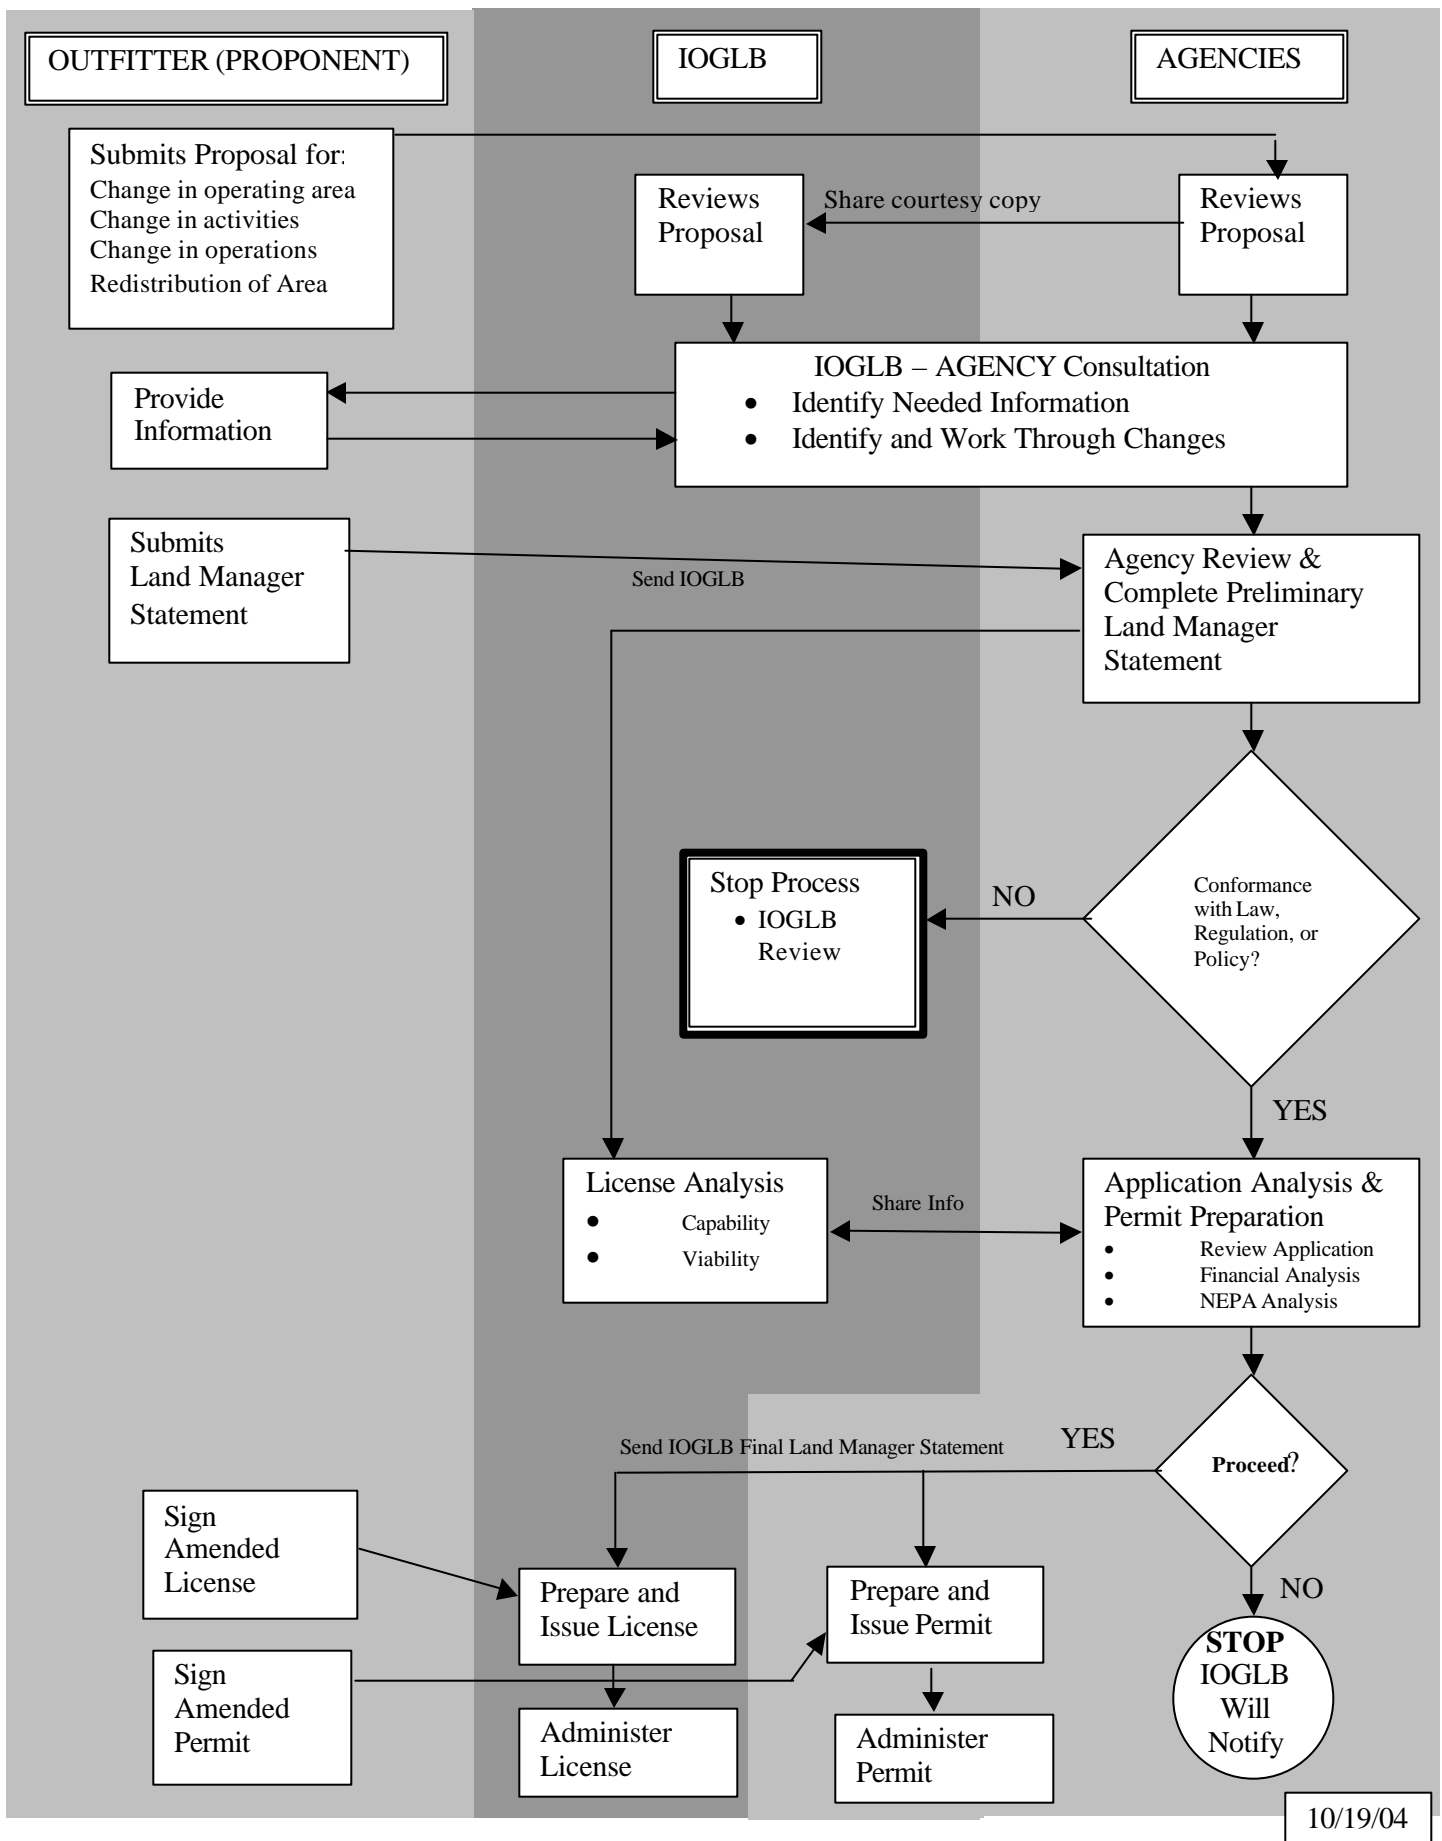 OUTFITTER (PROPONENT)
IOGLB
AGENCIES
Submits Proposal for:
Change in operating area
Change in activities
Change in operations
Redistribution of Area
Reviews
Proposal
Share courtesy copy
Reviews
Proposal
IOGLB – AGENCY Consultation
• Identify Needed Information
• Identify and Work Through Changes
Provide
Information
Submits
Land Manager
Statement
Send IOGLB
Agency Review &
Complete Preliminary
Land Manager
Statement
Conformance
with Law,
Regulation, or
Policy?
NO
Stop Process
• IOGLB
Review
YES
License Analysis
• Capability
• Viability
Share Info
Application Analysis &
Permit Preparation
• Review Application
• Financial Analysis
• NEPA Analysis
Proceed?
YES
Send IOGLB Final Land Manager Statement
NO
STOP
IOGLB
Will
Notify
Sign
Amended
License
Prepare and
Issue License
Prepare and
Issue Permit
Sign
Amended
Permit
Administer
License
Administer
Permit
10/19/04